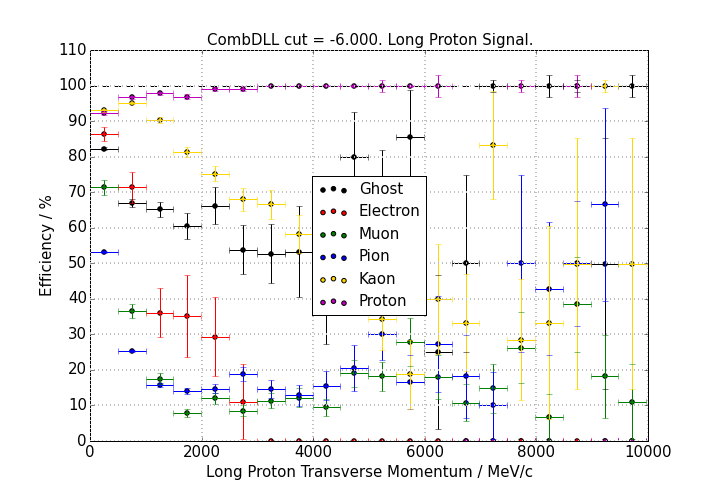 CombDLL cut = -6.000. Long Proton Signal.
110
100
90
80
70
60
50
40
30
20
10
0
Efficiency / %
Ghost
Electron
Muon
Pion
Kaon
Proton
0 2000 4000 6000 8000 10000
Long Proton Transverse Momentum / MeV/c